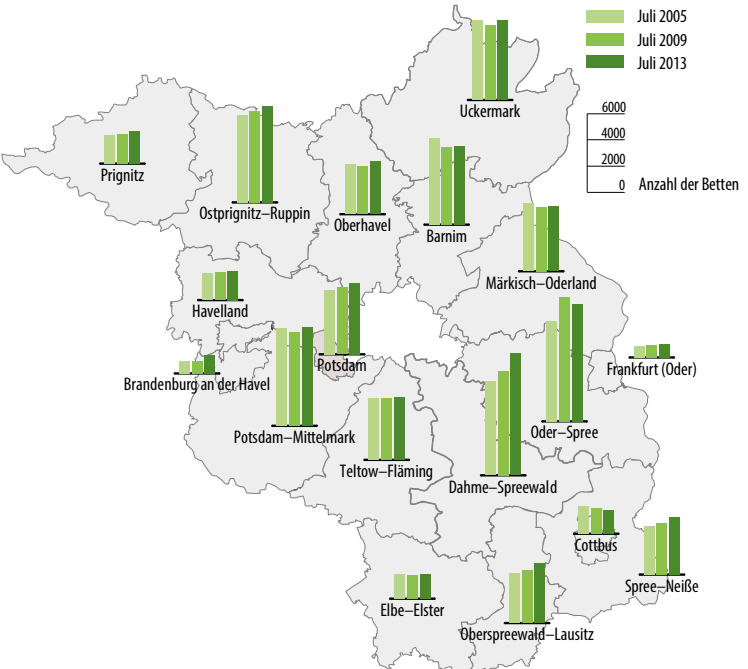 Juli 2005
Juli 2009
Juli 2013
Uckermark
6000
4000
2000
0 Anzahl der Betten
Prignitz
Ostprignitz–Ruppin
Oberhavel
Barnim
Märkisch–Oderland
Havelland
Potsdam
Frankfurt (Oder)
Brandenburg an der Havel
Potsdam–Mittelmark
Oder–Spree
Teltow–Fläming
Dahme–Spreewald
Cottbus
Spree–Neiße
Elbe–Elster
Oberspreewald–Lausitz